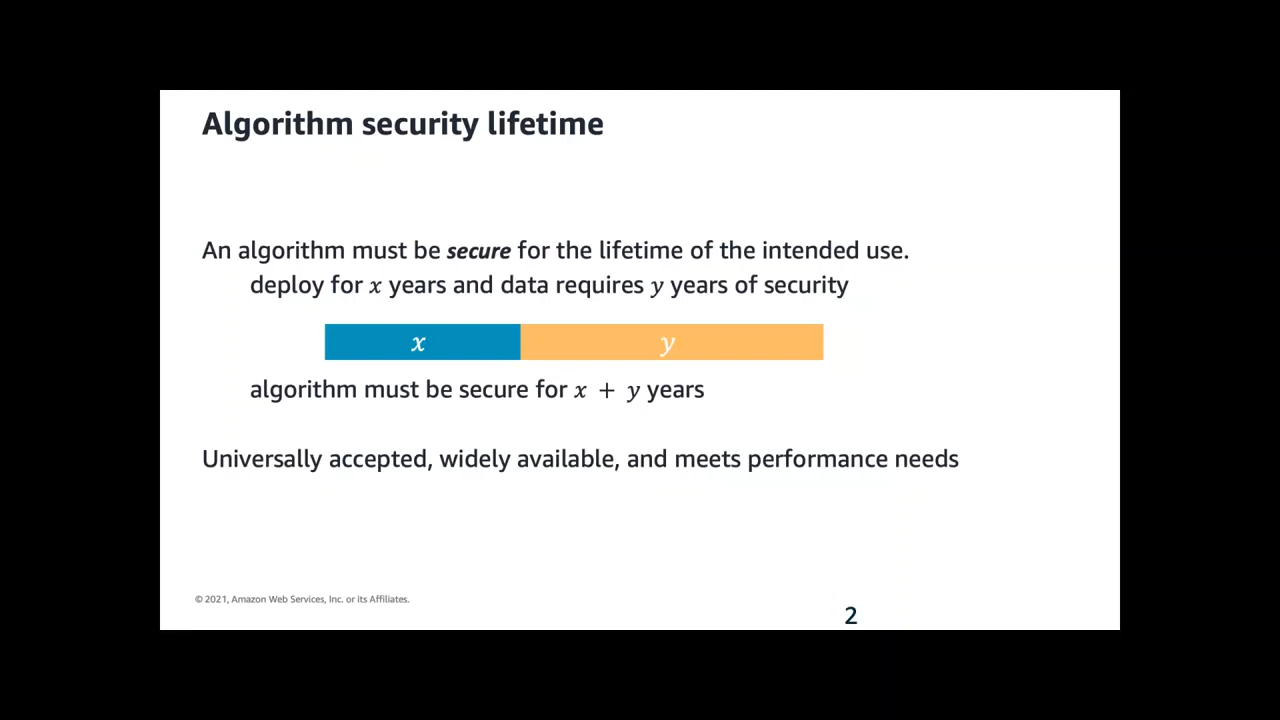 Algorithm security lifetime
An algorithm must be secure for the lifetime of the intended use.
deploy for x years and data requires y years of security
x y
algorithm must be secure for x + y years
Universally accepted, widely available, and meets performance needs
© 2021, Amazon Web Services, Inc. or its Affiliates.
2